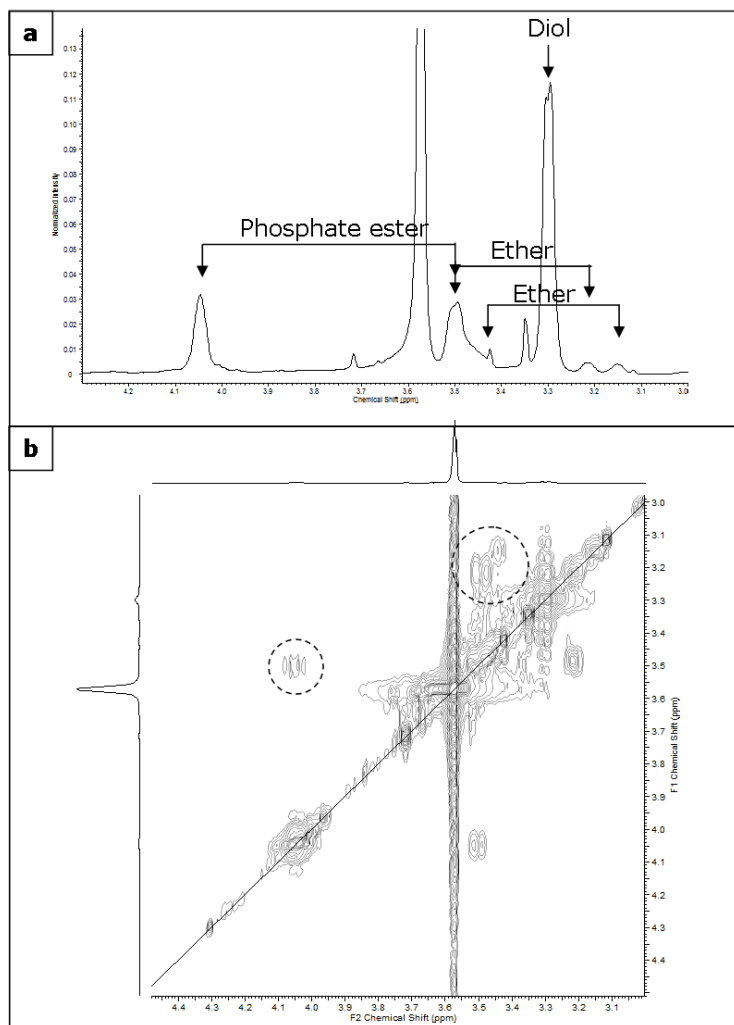 a
Diol
Phosphate ester
Ether
Ether
Normalized Intensity
0.13
0.12
0.11
0.10
0.09
0.08
0.07
0.06
0.05
0.04
0.03
0.02
0.01
0
4.2 4.1 4.0 3.9 3.8 3.7 3.6 3.5 3.4 3.3 3.2 3.1 3.0
Chemical Shift (ppm)
b
3.0
3.1
3.2
3.3
3.4
3.5
3.6
3.7
3.8
3.9
4.0
4.1
4.2
4.3
4.4
F1 Chemical Shift (ppm)
4.4 4.3 4.2 4.1 4.0 3.9 3.8 3.7 3.6 3.5 3.4 3.3 3.2 3.1
F2 Chemical Shift (ppm)